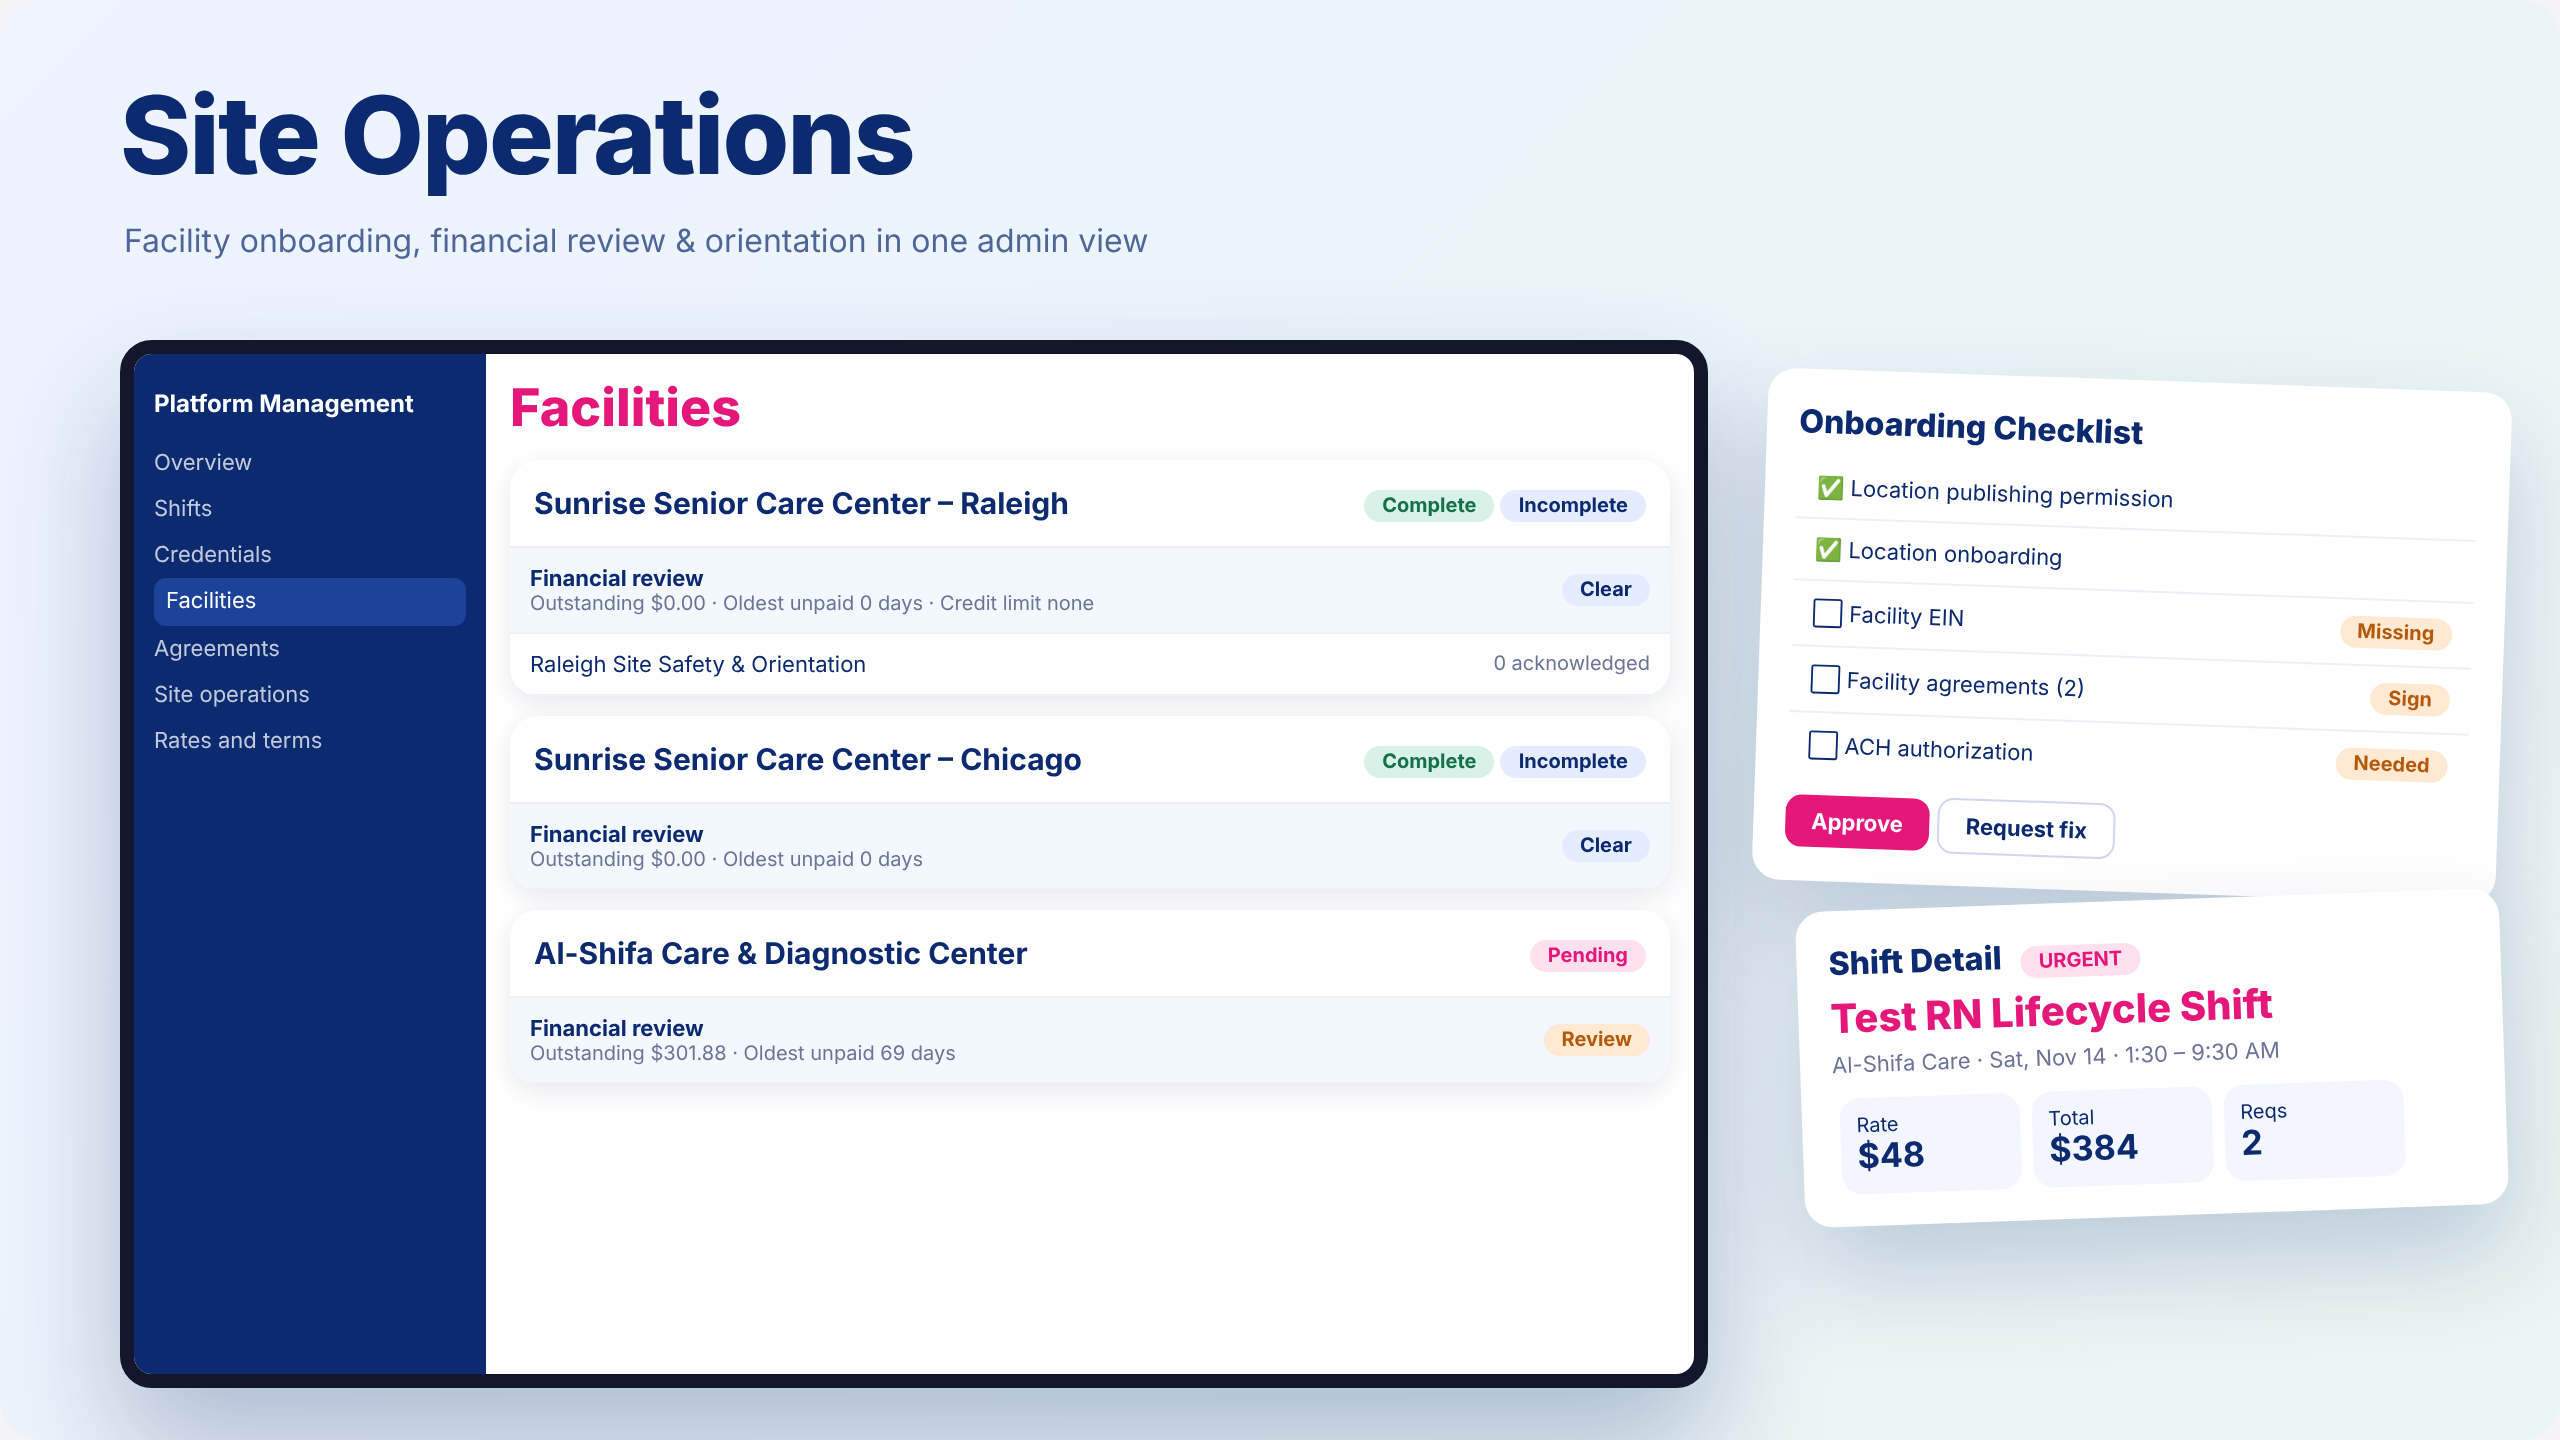 Site Operations
Facility onboarding, financial review & orientation in one admin view
Platform Management
Overview
Shifts
Credentials
Facilities
Agreements
Site operations
Rates and terms
Facilities
Sunrise Senior Care Center – Raleigh Complete Incomplete
Financial review
Outstanding $0.00 · Oldest unpaid 0 days · Credit limit none
Clear
Raleigh Site Safety & Orientation 0 acknowledged
Sunrise Senior Care Center – Chicago Complete Incomplete
Financial review
Outstanding $0.00 · Oldest unpaid 0 days
Clear
Al-Shifa Care & Diagnostic Center Pending
Financial review
Outstanding $301.88 · Oldest unpaid 69 days
Review
Onboarding Checklist
✅ Location publishing permission
✅ Location onboarding
Facility EIN Missing
Facility agreements (2) Sign
ACH authorization Needed
Approve Request fix
Shift Detail URGENT
Test RN Lifecycle Shift
Al-Shifa Care · Sat, Nov 14 · 1:30 – 9:30 AM
Rate
$48
Total
$384
Reqs
2